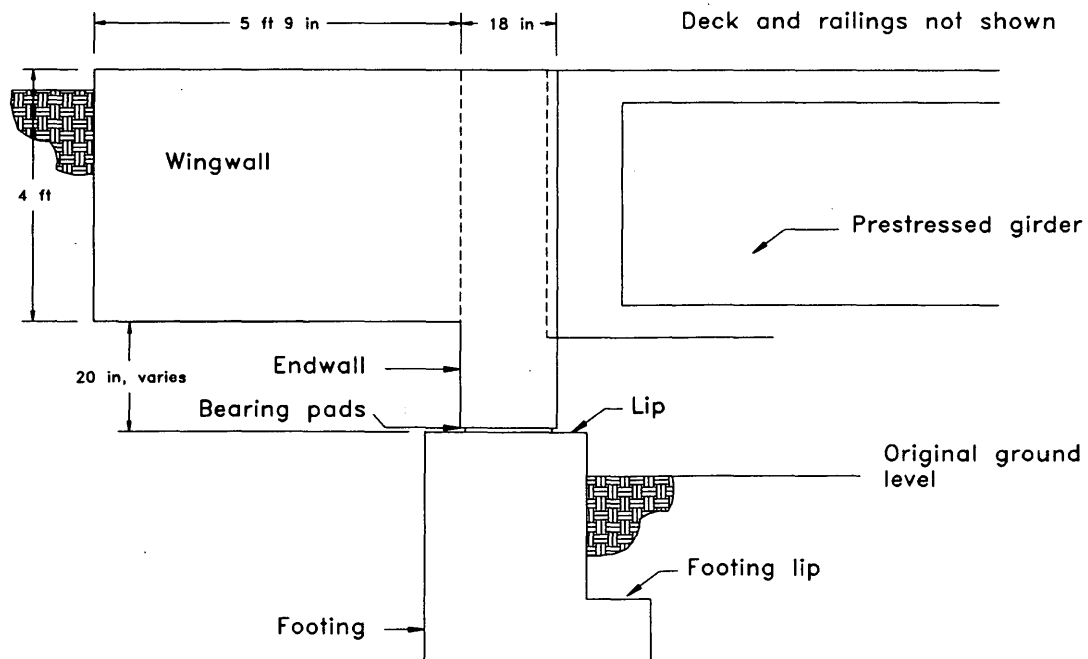 5 ft 9 in
18 in
Deck and railings not shown
Wingwall
4 ft
Prestressed girder
20 in, varies
Endwall
Bearing pads
Lip
Original ground
level
Footing lip
Footing